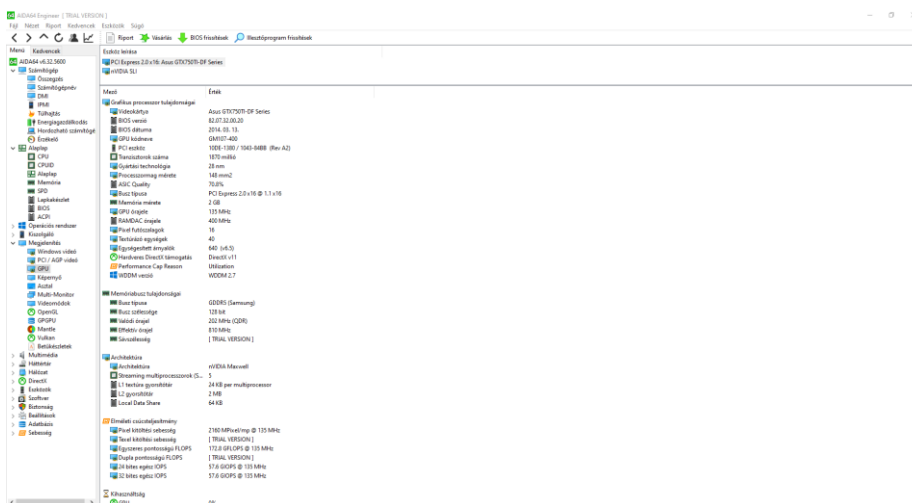 AIDA64 Engineer [ TRIAL VERSION ]
Fájl Nézet Riport Kedvencek Eszközök Súgó
Riport Vásárlás BIOS frissítések Illesztőprogram frissítések
Menü Kedvencek
AIDA64 v6.32.5600
Számítógép
Összegzés
Számítógépnév
DMI
IPMI
Túlhajtás
Energiagazdálkodás
Hordozható számítógé
Érzékelő
Alaplap
CPU
CPUID
Alaplap
Memória
SPD
Lapkakészlet
BIOS
ACPI
Operációs rendszer
Kiszolgáló
Megjelenítés
Windows videó
PCI / AGP videó
GPU
Képernyő
Asztal
Multi-Monitor
Videomódok
OpenGL
GPGPU
Mantle
Vulkan
Betűkészletek
Multimédia
Háttértár
Hálózat
DirectX
Eszközök
Szoftver
Biztonság
Beállítások
Adatbázis
Sebesség
Eszköz leírása
PCI Express 2.0 x16: Asus GTX750Ti-DF Series
nVIDIA SLI
Mező Érték
Grafikus processzor tulajdonságai
Videokártya Asus GTX750Ti-DF Series
BIOS verzió 82.07.32.00.20
BIOS dátuma 2014. 03. 13.
GPU kódneve GM107-400
PCI eszköz 10DE-1380 / 1043-84BB (Rev A2)
Tranzisztorok száma 1870 millió
Gyártási technológia 28 nm
Processzormag mérete 148 mm2
ASIC Quality 70.8%
Busz típusa PCI Express 2.0 x16 @ 1.1 x16
Memória mérete 2 GB
GPU órajele 135 MHz
RAMDAC órajele 400 MHz
Pixel futószalagok 16
Textúrázó egységek 40
Egységesített árnyalók 640 (v6.5)
Hardveres DirectX támogatás DirectX v11
Performance Cap Reason Utilization
WDDM verzió WDDM 2.7
Memóriabusz tulajdonságai
Busz típusa GDDR5 (Samsung)
Busz szélessége 128 bit
Valódi órajel 202 MHz (QDR)
Effektív órajel 810 MHz
Sávszélesség [ TRIAL VERSION ]
Architektúra
Architektúra nVIDIA Maxwell
Streaming multiprocesszorok (S... 5
L1 textúra gyorsítótár 24 KB per multiprocessor
L2 gyorsítótár 2 MB
Local Data Share 64 KB
Elméleti csúcsteljesítmény
Pixel kitöltési sebesség 2160 MPixel/mp @ 135 MHz
Texel kitöltési sebesség [ TRIAL VERSION ]
Egyszeres pontosságú FLOPS 172.8 GFLOPS @ 135 MHz
Dupla pontosságú FLOPS [ TRIAL VERSION ]
24 bites egész IOPS 57.6 GIOPS @ 135 MHz
32 bites egész IOPS 57.6 GIOPS @ 135 MHz
Kihasználtság
GPU 0%